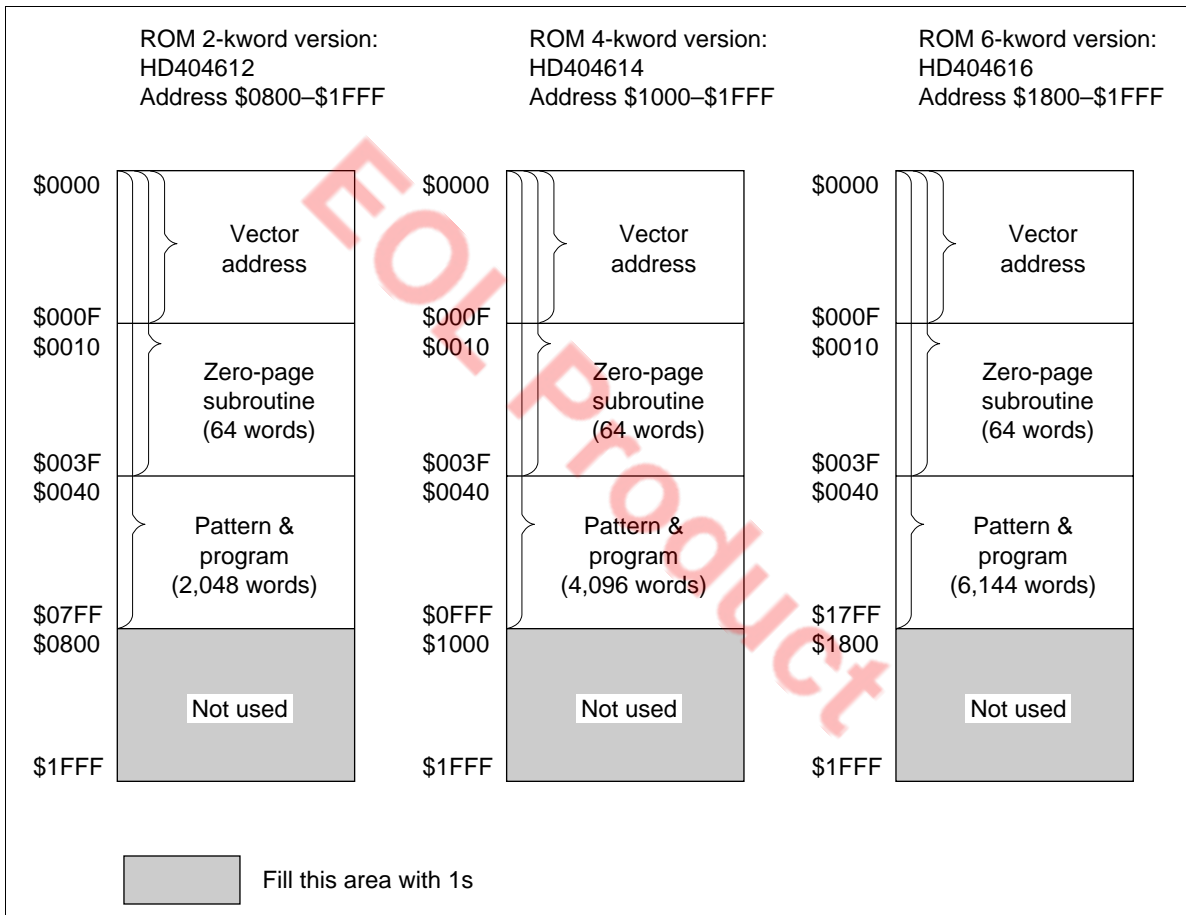 ROM 2-kword version:
HD404612
Address $0800–$1FFF
$0000
Vector
address
$000F
$0010
Zero-page
subroutine
(64 words)
$003F
$0040
Pattern &
program
(2,048 words)
$07FF
$0800
Not used
$1FFF
ROM 4-kword version:
HD404614
Address $1000–$1FFF
$0000
Vector
address
$000F
$0010
Zero-page
subroutine
(64 words)
$003F
$0040
Pattern &
program
(4,096 words)
$0FFF
$1000
Not used
$1FFF
ROM 6-kword version:
HD404616
Address $1800–$1FFF
$0000
Vector
address
$000F
$0010
Zero-page
subroutine
(64 words)
$003F
$0040
Pattern &
program
(6,144 words)
$17FF
$1800
Not used
$1FFF
Fill this area with 1s
EOL Product